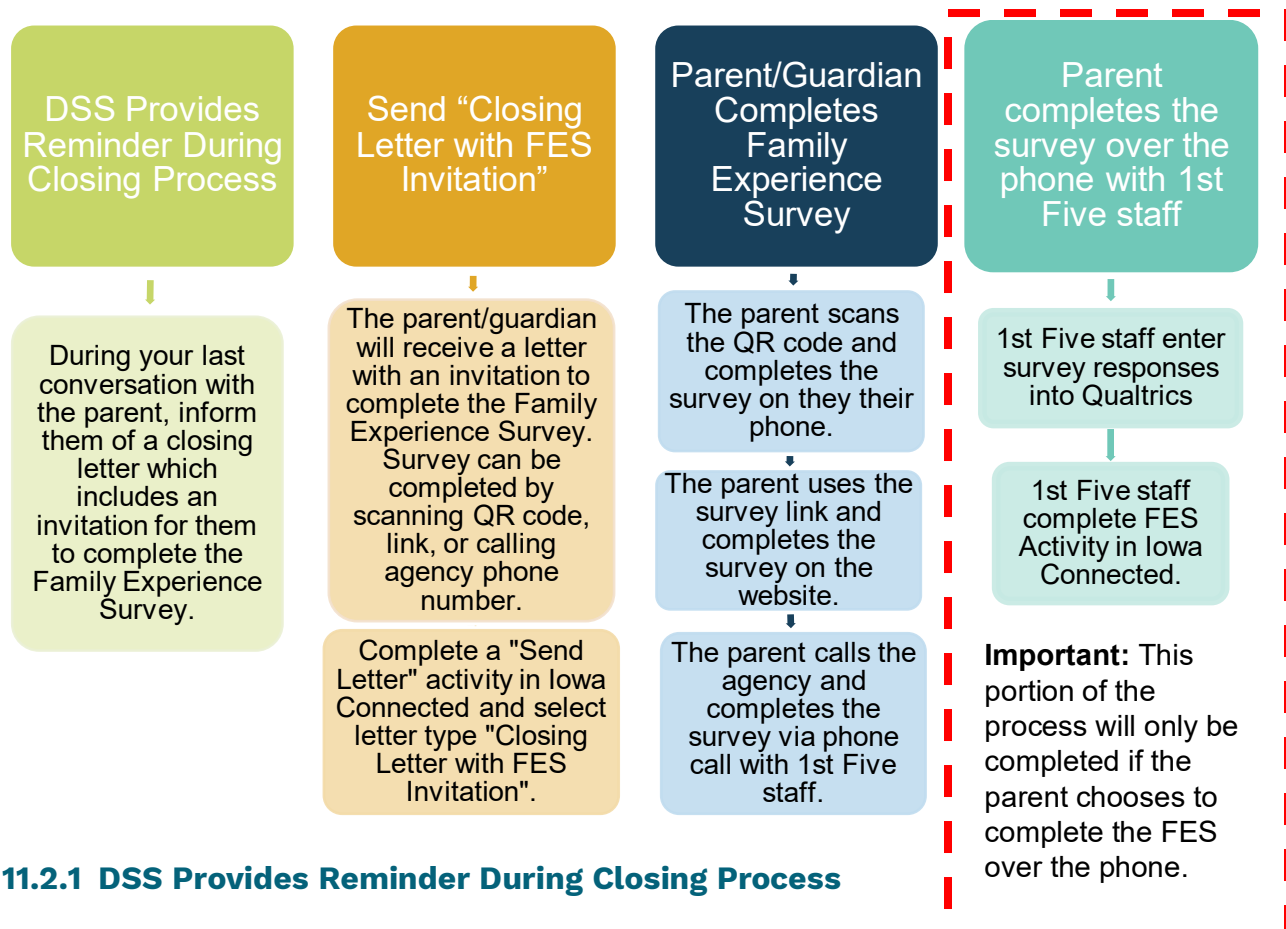 DSS Provides
Reminder During
Closing Process
During your last
conversation with
the parent, inform
them of a closing
letter which
includes an
invitation for them
to complete the
Family Experience
Survey.
Send “Closing
Letter with FES
Invitation”
The parent/guardian
will receive a letter
with an invitation to
complete the Family
Experience Survey.
Survey can be
completed by
scanning QR code,
link, or calling
agency phone
number.
Complete a "Send
Letter" activity in Iowa
Connected and select
letter type "Closing
Letter with FES
Invitation".
Parent/Guardian
Completes
Family
Experience
Survey
The parent scans
the QR code and
completes the
survey on they their
phone.
The parent uses the
survey link and
completes the
survey on the
website.
The parent calls the
agency and
completes the
survey via phone
call with 1st Five
staff.
Parent
completes the
survey over the
phone with 1st
Five staff
1st Five staff enter
survey responses
into Qualtrics
1st Five staff
complete FES
Activity in Iowa
Connected.
Important: This
portion of the
process will only be
completed if the
parent chooses to
complete the FES
over the phone.
11.2.1 DSS Provides Reminder During Closing Process